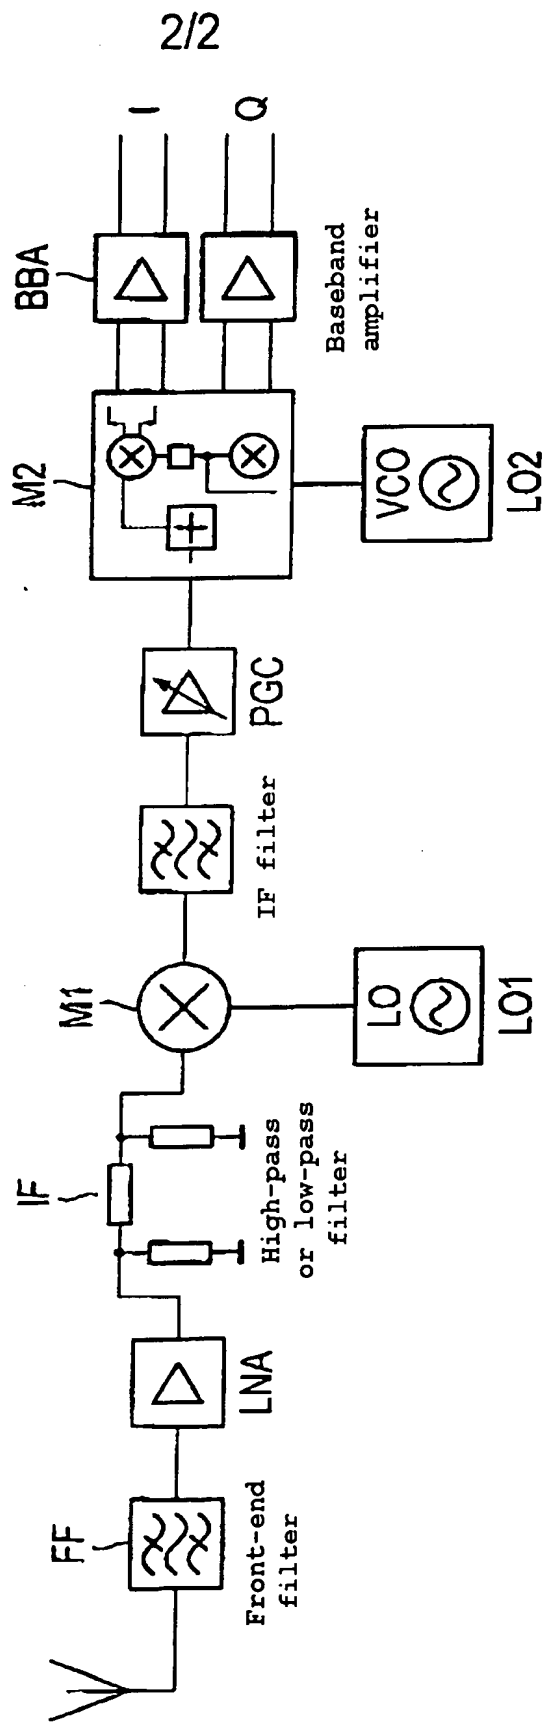 2/2
FF
Front-end
filter
LNA
IF
High-pass
or low-pass
filter
M1
LO
LO1
IF filter
PGC
M2
VCO
LO2
BBA
Baseband
amplifier
I
Q